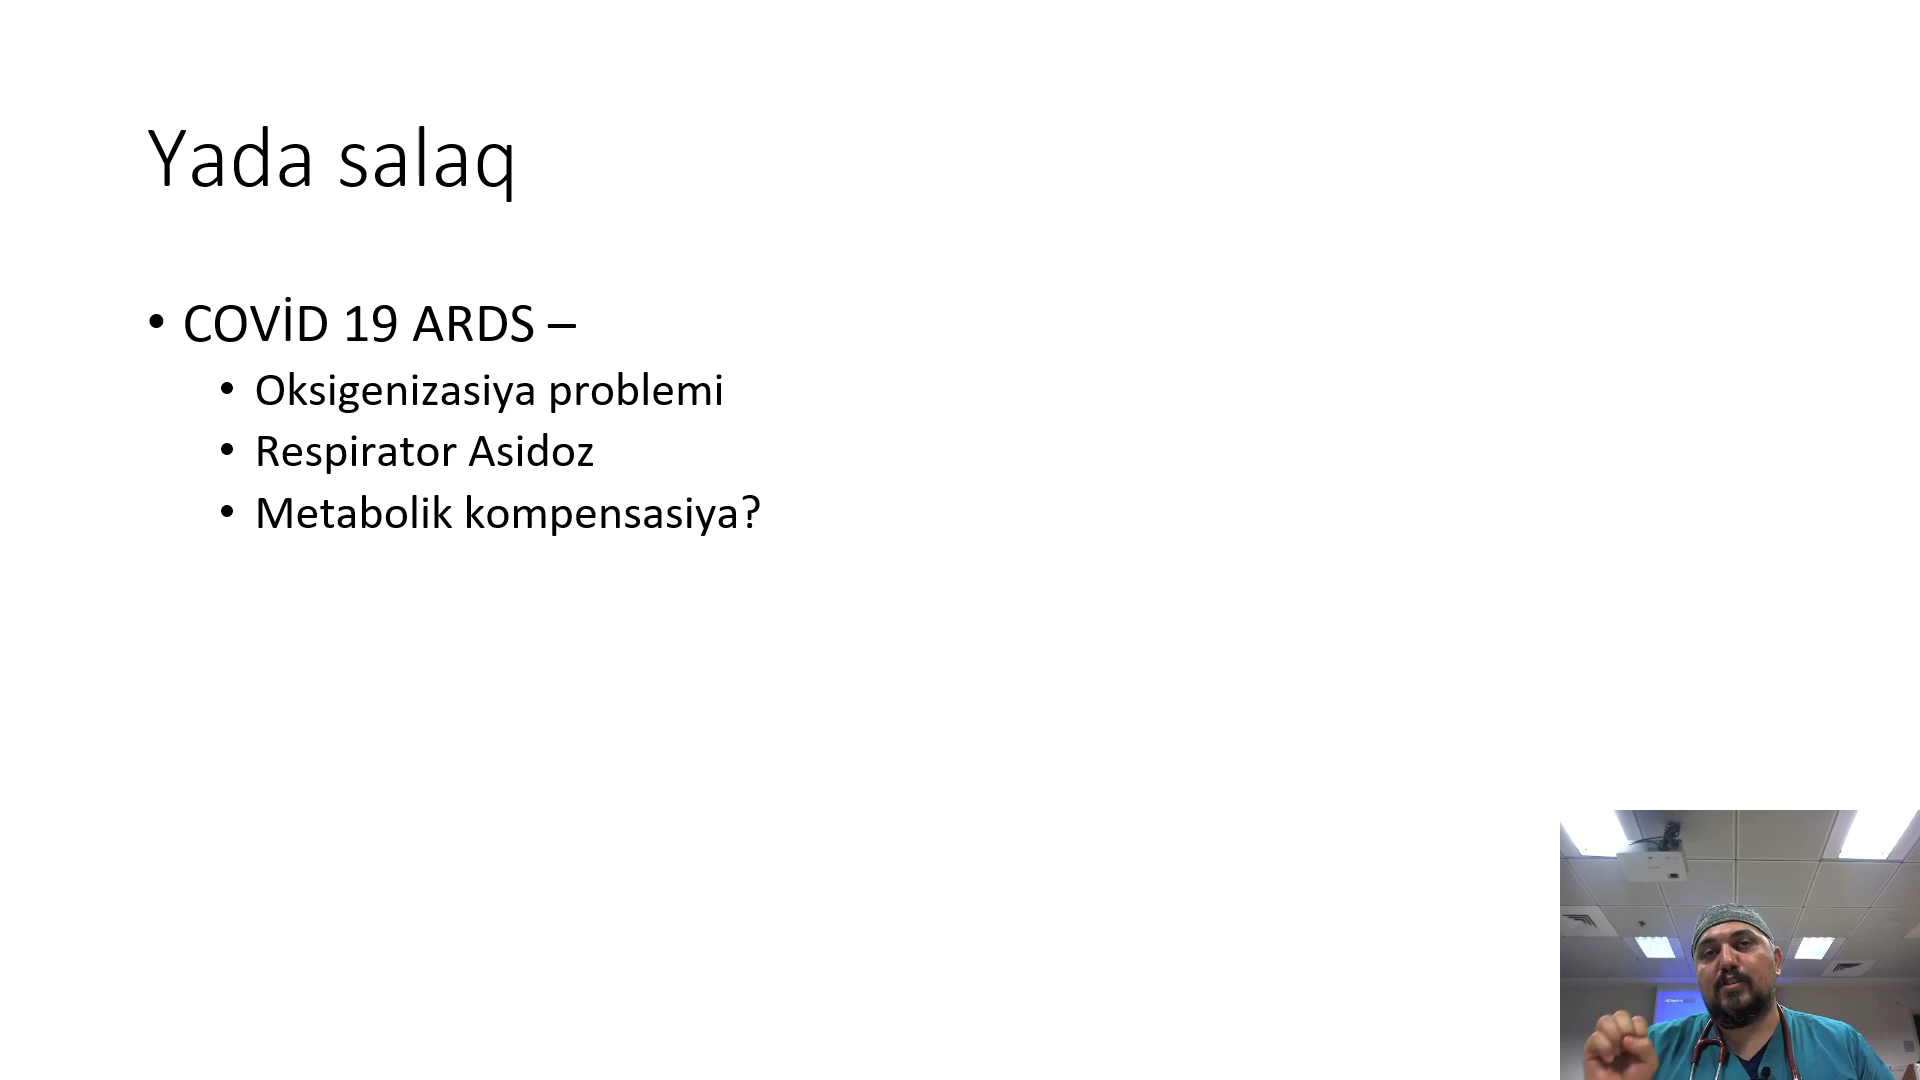 Yada salaq
• COVİD 19 ARDS –
• Oksigenizasiya problemi
• Respirator Asidoz
• Metabolik kompensasiya?